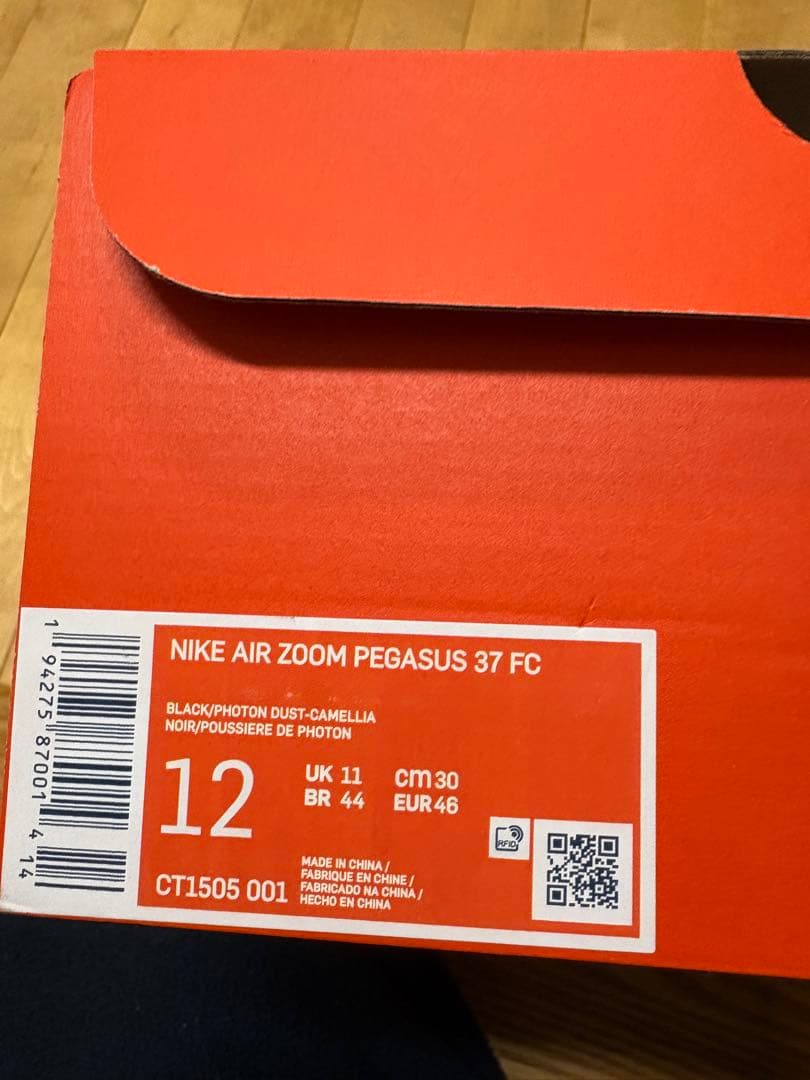 NIKE AIR ZOOM PEGASUS 37 FC
BLACK/PHOTON DUST-CAMELLIA
NOIR/POUSSIERE DE PHOTON
12
UK 11 cm 30
BR 44 EUR 46
CT1505 001
MADE IN CHINA /
FABRIQUE EN CHINE /
FABRICADO NA CHINA /
HECHO EN CHINA
RFID
1 94275 87001 4 14